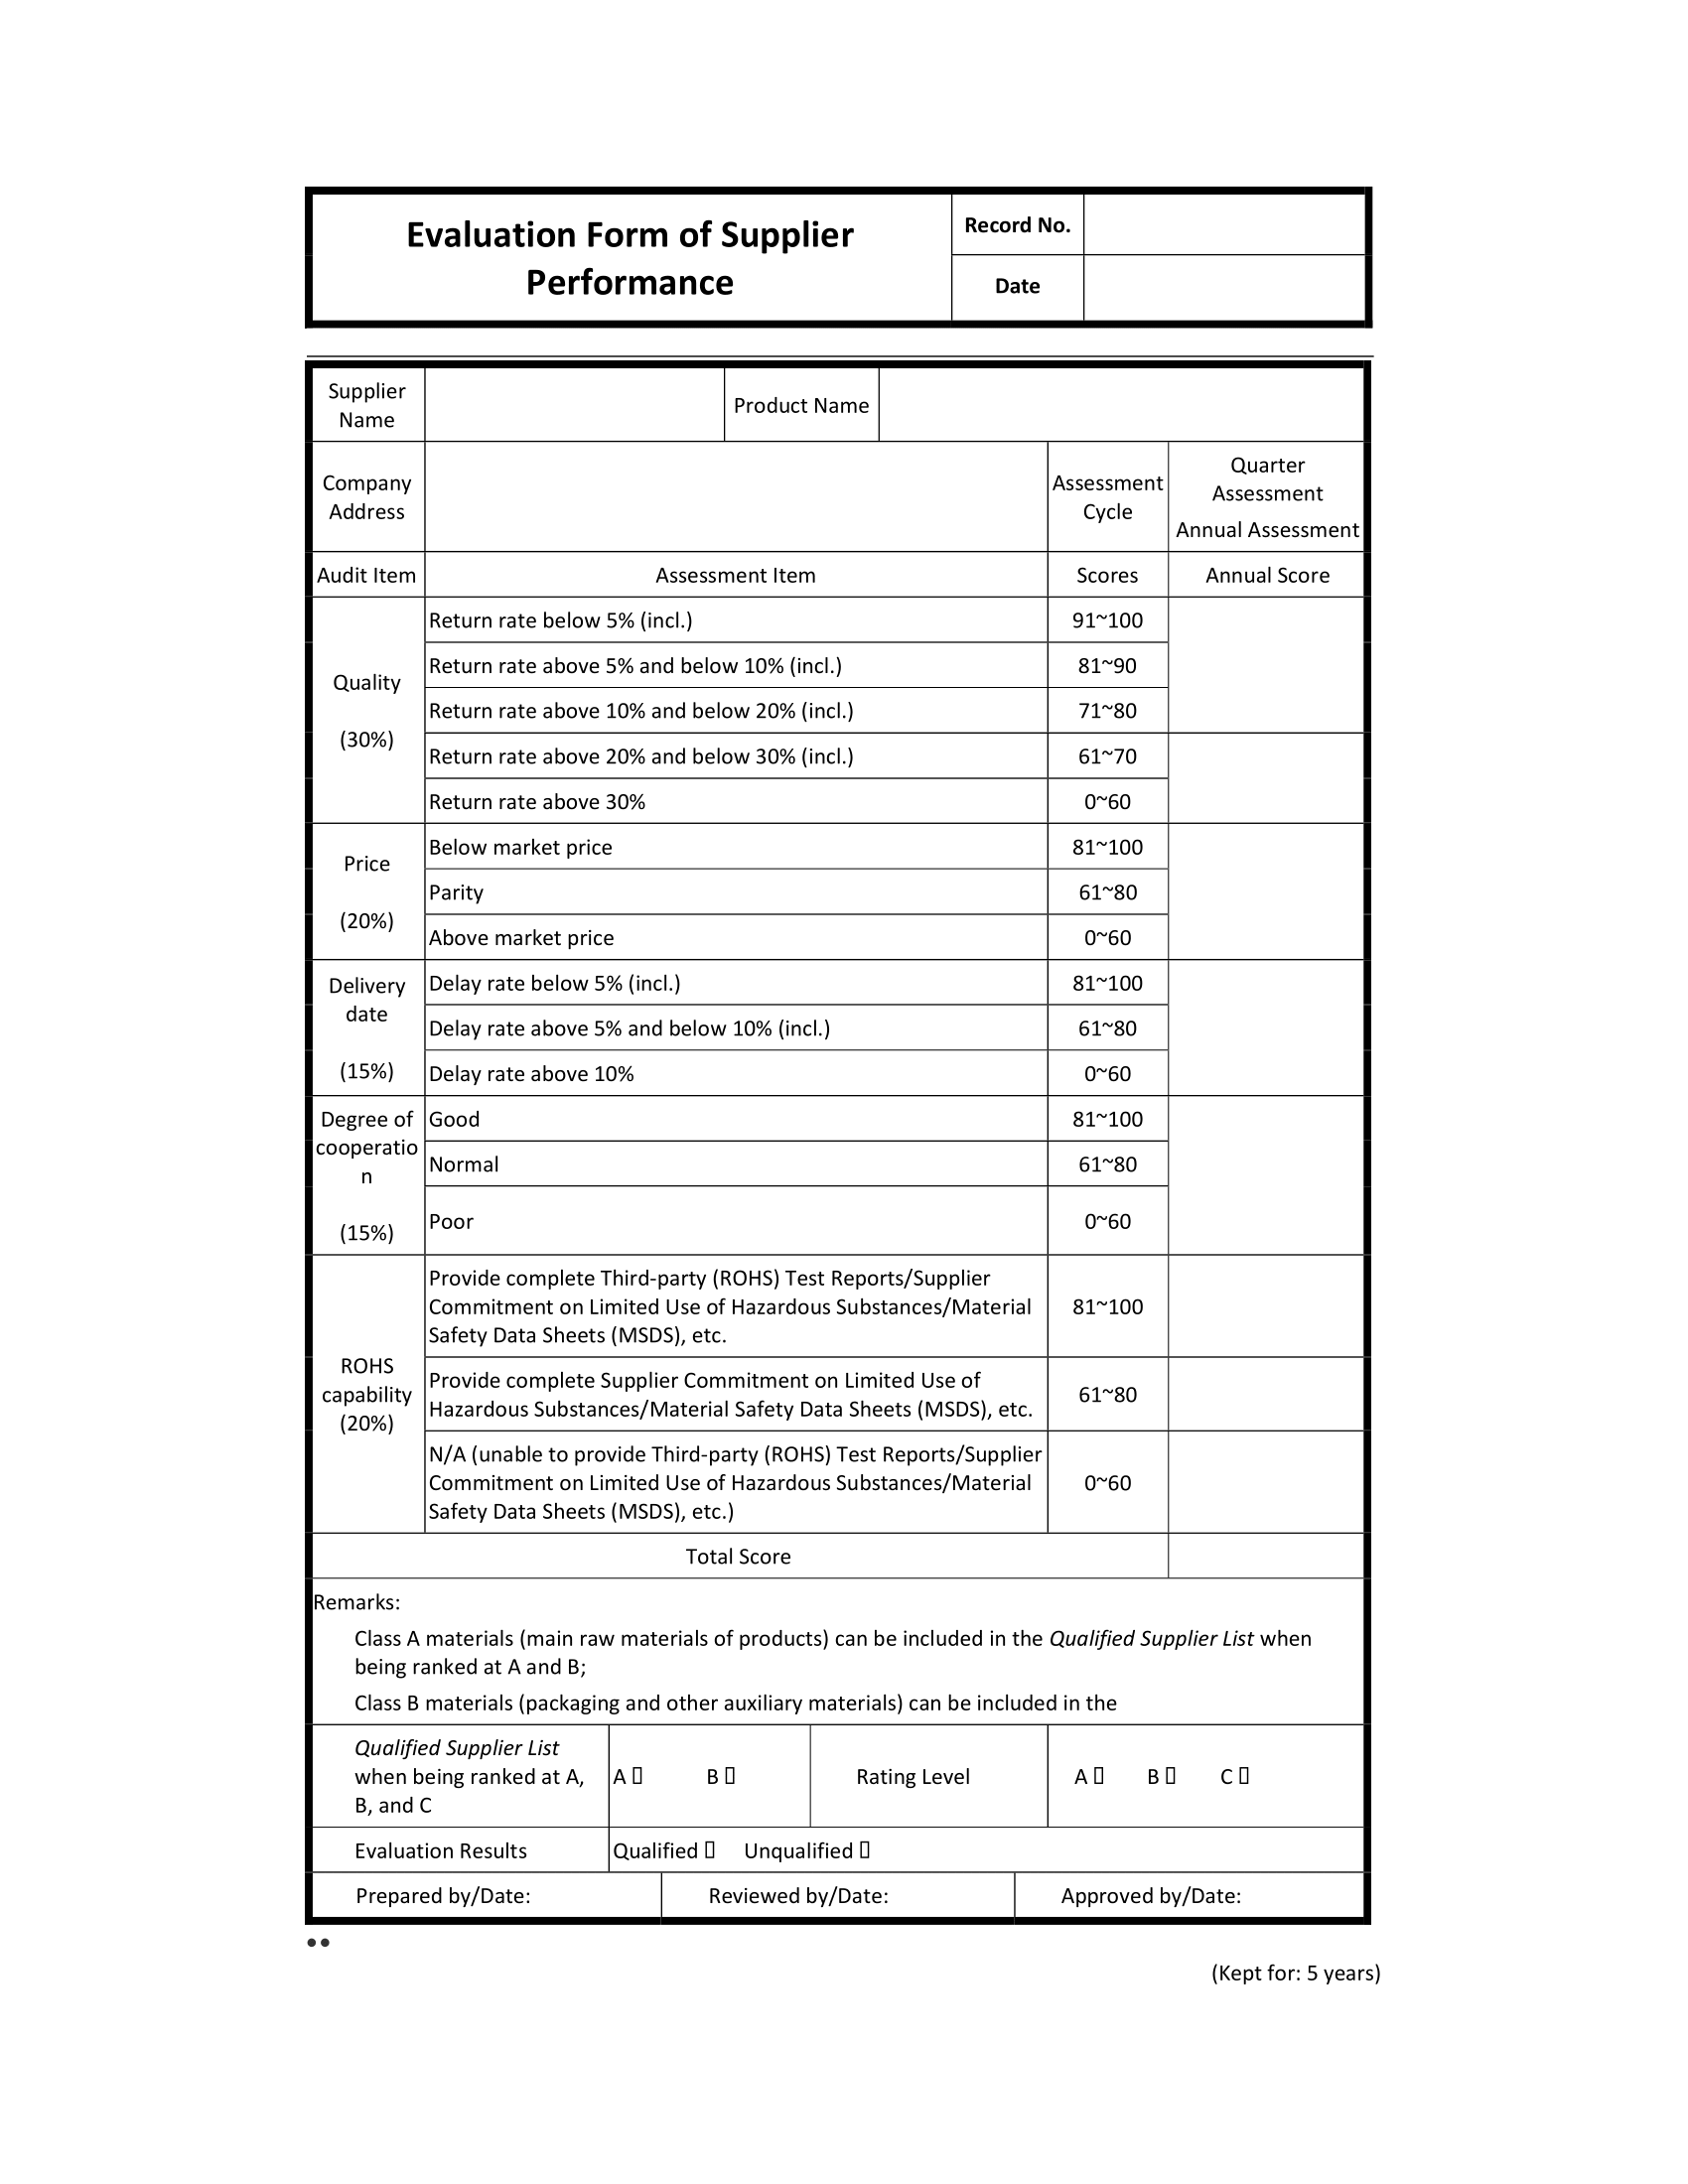 Evaluation Form of Supplier
Performance
Record No.
Date
Supplier
Name
Product Name
Company
Address
Assessment
Cycle
Quarter
Assessment
Annual Assessment
Audit Item
Assessment Item
Scores
Annual Score
Quality
(30%)
Return rate below 5% (incl.)
91~100
Return rate above 5% and below 10% (incl.)
81~90
Return rate above 10% and below 20% (incl.)
71~80
Return rate above 20% and below 30% (incl.)
61~70
Return rate above 30%
0~60
Price
(20%)
Below market price
81~100
Parity
61~80
Above market price
0~60
Delivery
date
(15%)
Delay rate below 5% (incl.)
81~100
Delay rate above 5% and below 10% (incl.)
61~80
Delay rate above 10%
0~60
Degree of
cooperatio
n
(15%)
Good
81~100
Normal
61~80
Poor
0~60
ROHS
capability
(20%)
Provide complete Third-party (ROHS) Test Reports/Supplier
Commitment on Limited Use of Hazardous Substances/Material
Safety Data Sheets (MSDS), etc.
81~100
Provide complete Supplier Commitment on Limited Use of
Hazardous Substances/Material Safety Data Sheets (MSDS), etc.
61~80
N/A (unable to provide Third-party (ROHS) Test Reports/Supplier
Commitment on Limited Use of Hazardous Substances/Material
Safety Data Sheets (MSDS), etc.)
0~60
Total Score
Remarks:
Class A materials (main raw materials of products) can be included in the Qualified Supplier List when
being ranked at A and B;
Class B materials (packaging and other auxiliary materials) can be included in the
Qualified Supplier List
when being ranked at A,
B, and C
A ▯ B ▯
Rating Level
A ▯ B ▯ C ▯
Evaluation Results
Qualified ▯ Unqualified ▯
Prepared by/Date:
Reviewed by/Date:
Approved by/Date:
••
(Kept for: 5 years)